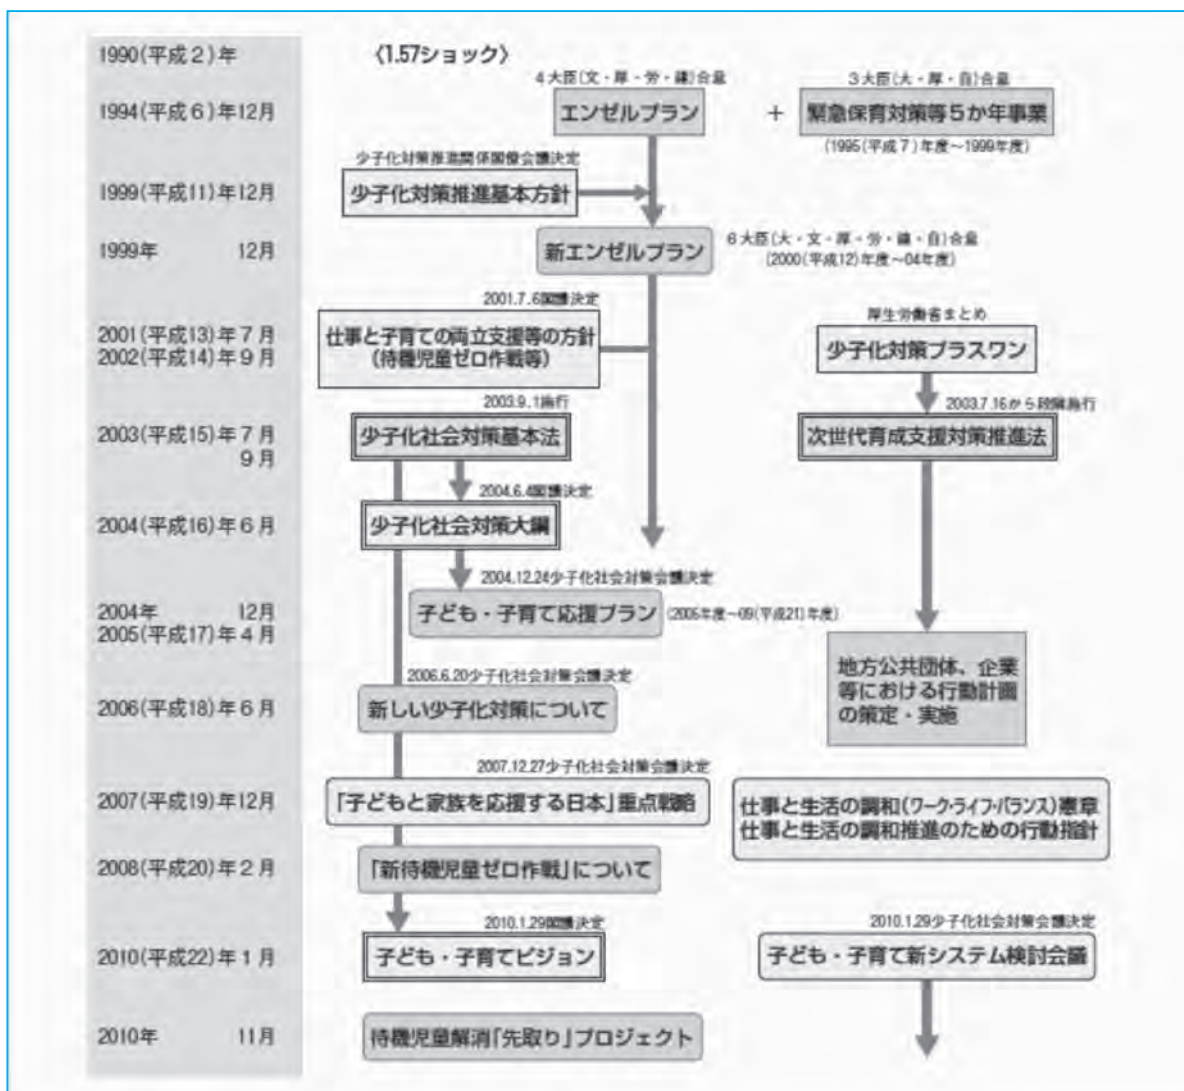 1990(平成2)年
〈1.57ショック〉
4大臣(文・厚・労・建)合意
3大臣(大・厚・自)合意
1994(平成6)年12月
エンゼルプラン
+
緊急保育対策等5か年事業
(1995(平成7)年度~1999年度)
少子化対策推進関係閣僚会議決定
1999(平成11)年12月
少子化対策推進基本方針
1999年 12月
新エンゼルプラン
6大臣(大・文・厚・労・建・自)合意
(2000(平成12)年度~04年度)
2001.7.6閣議決定
2001(平成13)年7月
2002(平成14)年9月
仕事と子育ての両立支援等の方針
(待機児童ゼロ作戦等)
厚生労働省まとめ
少子化対策プラスワン
2003.9.1施行
2003.7.16から段階施行
2003(平成15)年7月
9月
少子化社会対策基本法
次世代育成支援対策推進法
2004.6.4閣議決定
2004(平成16)年6月
少子化社会対策大綱
2004.12.24少子化社会対策会議決定
2004年 12月
2005(平成17)年4月
子ども・子育て応援プラン
(2005年度~09(平成21)年度)
地方公共団体、企業
等における行動計画
の策定・実施
2006.6.20少子化社会対策会議決定
2006(平成18)年6月
新しい少子化対策について
2007.12.27少子化社会対策会議決定
2007(平成19)年12月
「子どもと家族を応援する日本」重点戦略
仕事と生活の調和(ワーク・ライフ・バランス)憲章
仕事と生活の調和推進のための行動指針
2008(平成20)年2月
「新待機児童ゼロ作戦」について
2010.1.29閣議決定
2010.1.29少子化社会対策会議決定
2010(平成22)年1月
子ども・子育てビジョン
子ども・子育て新システム検討会議
2010年 11月
待機児童解消「先取り」プロジェクト